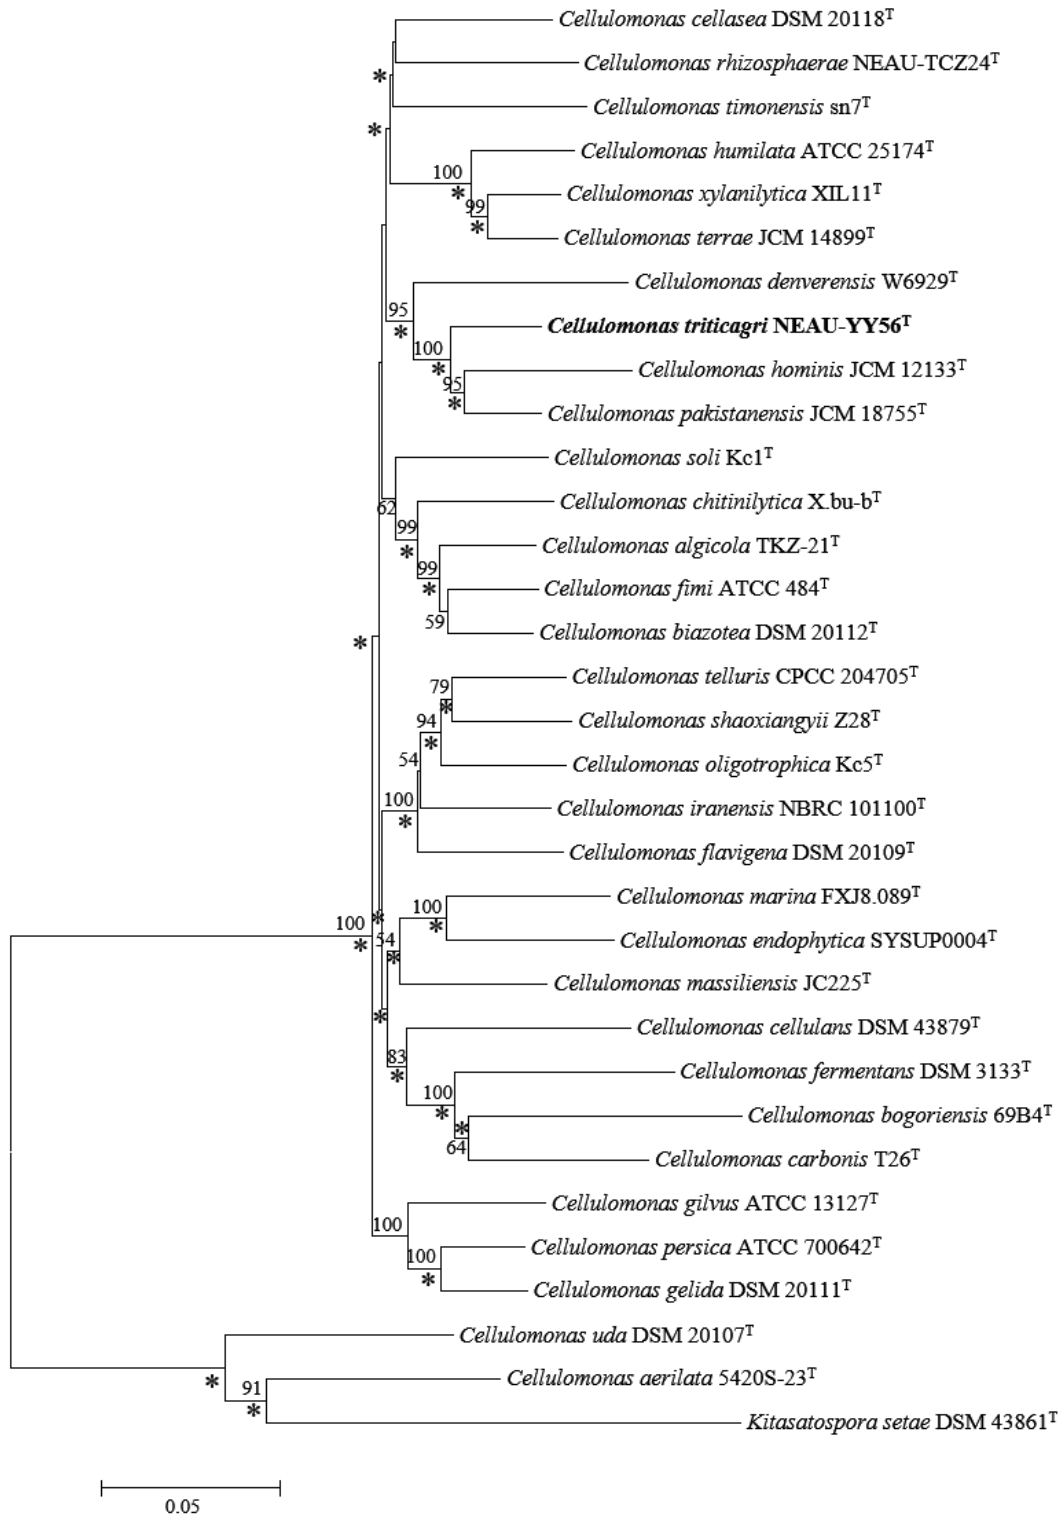 Cellulomonas cellasea DSM 20118T
Cellulomonas rhizosphaerae NEAU-TCZ24T
*
Cellulomonas timonensis sn7T
*
Cellulomonas humilata ATCC 25174T
100
*
Cellulomonas xylanilytica XIL11T
99
*
Cellulomonas terrae JCM 14899T
Cellulomonas denverensis W6929T
95
*
Cellulomonas triticagri NEAU-YY56T
100
*
Cellulomonas hominis JCM 12133T
95
*
Cellulomonas pakistanensis JCM 18755T
Cellulomonas soli Kc1T
62
Cellulomonas chitinilytica X.bu-bT
99
*
Cellulomonas algicola TKZ-21T
99
*
Cellulomonas fimi ATCC 484T
59
Cellulomonas biazotea DSM 20112T
*
Cellulomonas telluris CPCC 204705T
79
*
Cellulomonas shaoxiangyii Z28T
94
*
Cellulomonas oligotrophica Kc5T
54
Cellulomonas iranensis NBRC 101100T
100
*
Cellulomonas flavigena DSM 20109T
Cellulomonas marina FXJ8.089T
100
*
*
100
*
Cellulomonas endophytica SYSUP0004T
54
*
Cellulomonas massiliensis JC225T
*
Cellulomonas cellulans DSM 43879T
83
*
Cellulomonas fermentans DSM 3133T
100
*
Cellulomonas bogoriensis 69B4T
*
64
Cellulomonas carbonis T26T
Cellulomonas gilvus ATCC 13127T
100
Cellulomonas persica ATCC 700642T
100
*
Cellulomonas gelida DSM 20111T
Cellulomonas uda DSM 20107T
*
Cellulomonas aerilata 5420S-23T
91
*
Kitasatospora setae DSM 43861T
0.05